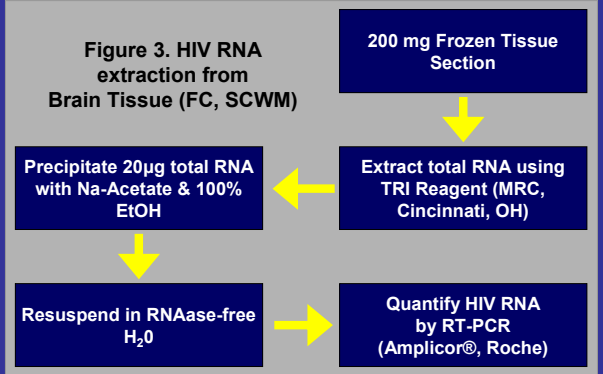 Figure 3. HIV RNA
extraction from
Brain Tissue (FC, SCWM)
200 mg Frozen Tissue
Section
Extract total RNA using
TRI Reagent (MRC,
Cincinnati, OH)
Precipitate 20µg total RNA
with Na-Acetate & 100%
EtOH
Resuspend in RNAase-free
H₂0
Quantify HIV RNA
by RT-PCR
(Amplicor®, Roche)